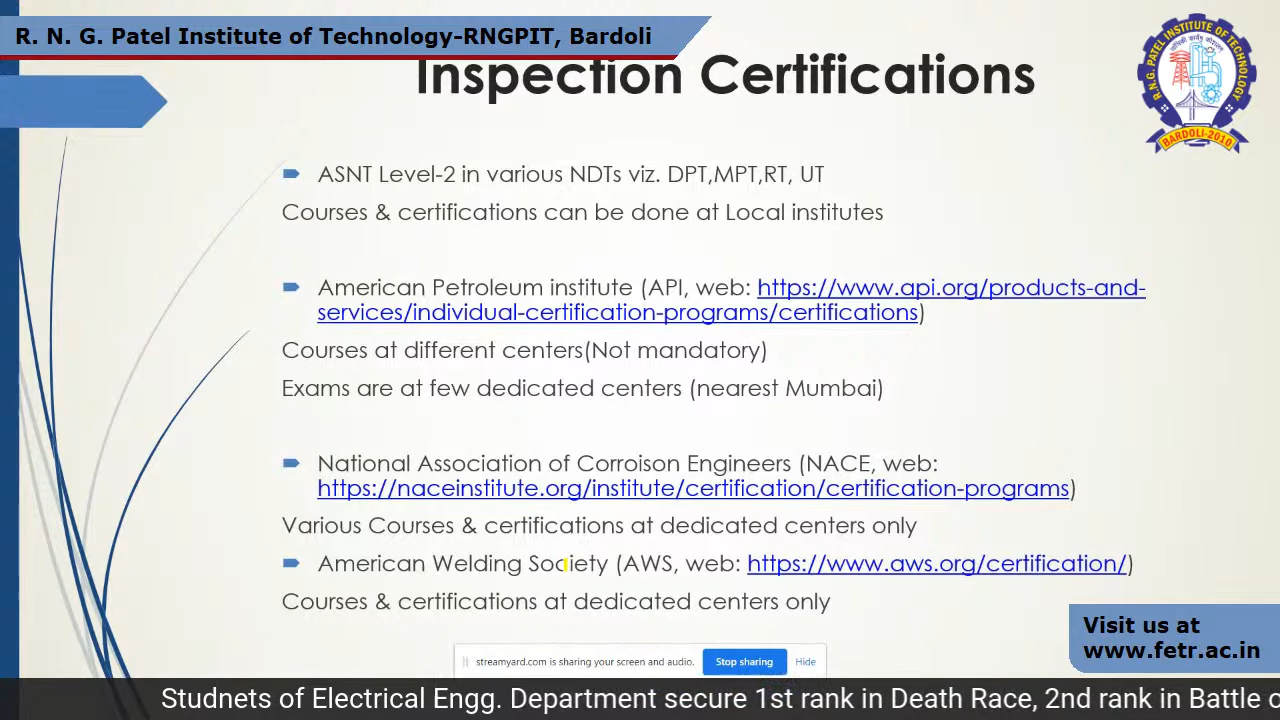 R. N. G. Patel Institute of Technology-RNGPIT, Bardoli
Inspection Certifications
R. N. G. PATEL INSTITUTE OF TECHNOLOGY
BARDOLI-2010
ASNT Level-2 in various NDTs viz. DPT,MPT,RT, UT
Courses & certifications can be done at Local institutes
American Petroleum institute (API, web: https://www.api.org/products-and-
services/individual-certification-programs/certifications)
Courses at different centers(Not mandatory)
Exams are at few dedicated centers (nearest Mumbai)
National Association of Corroison Engineers (NACE, web:
https://naceinstitute.org/institute/certification/certification-programs)
Various Courses & certifications at dedicated centers only
American Welding Society (AWS, web: https://www.aws.org/certification/)
Courses & certifications at dedicated centers only
Visit us at
www.fetr.ac.in
streamyard.com is sharing your screen and audio. Stop sharing Hide
Studnets of Electrical Engg. Department secure 1st rank in Death Race, 2nd rank in Battle